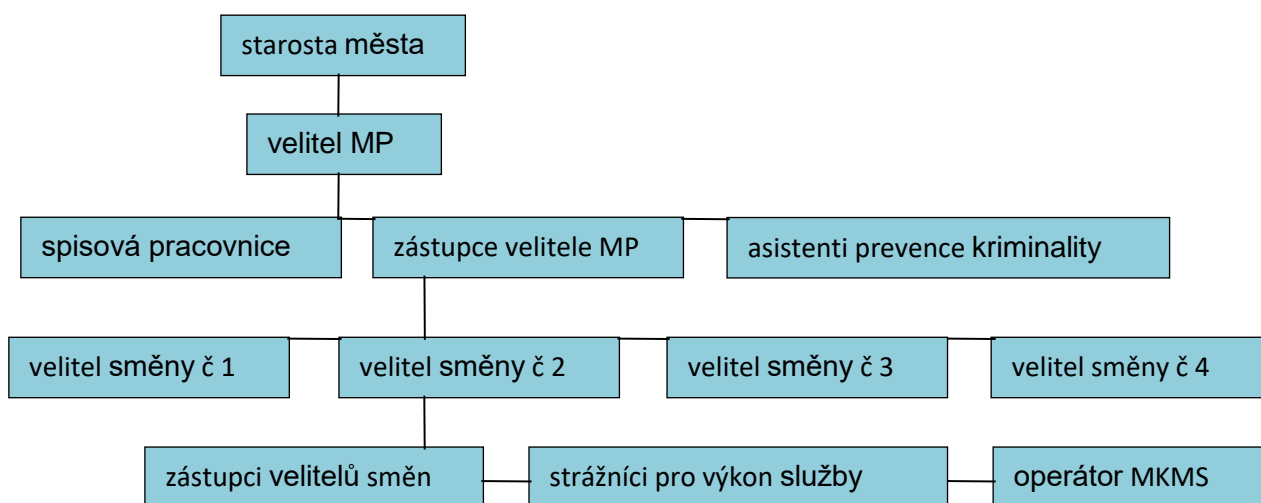 starosta města
velitel MP
spisová pracovnice
zástupce velitele MP
asistenti prevence kriminality
velitel směny č 1
velitel směny č 2
velitel směny č 3
velitel směny č 4
zástupci velitelů směn
strážníci pro výkon služby
operátor MKMS